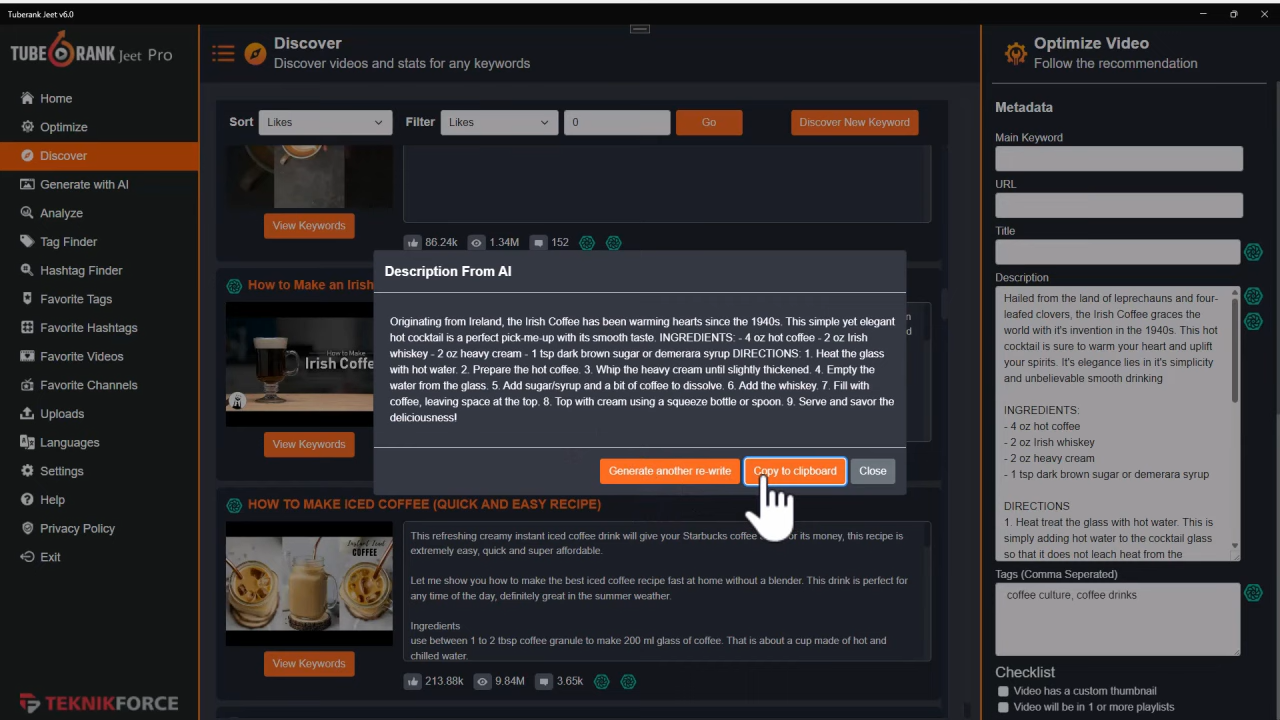 Tuberank Jeet v6.0
TUBE RANK Jeet Pro
Home
Optimize
Discover
Generate with AI
Analyze
Tag Finder
Hashtag Finder
Favorite Tags
Favorite Hashtags
Favorite Videos
Favorite Channels
Uploads
Languages
Settings
Help
Privacy Policy
Exit
TEKNIKFORCE
Discover
Discover videos and stats for any keywords
Sort Likes Filter Likes 0 Go Discover New Keyword
View Keywords
86.24k 1.34M 152
How to Make an Irish
How to Make
Irish Coffee
View Keywords
Description From AI
Originating from Ireland, the Irish Coffee has been warming hearts since the 1940s. This simple yet elegant
hot cocktail is a perfect pick-me-up with its smooth taste. INGREDIENTS: - 4 oz hot coffee - 2 oz Irish
whiskey - 2 oz heavy cream - 1 tsp dark brown sugar or demerara syrup DIRECTIONS: 1. Heat the glass
with hot water. 2. Prepare the hot coffee. 3. Whip the heavy cream until slightly thickened. 4. Empty the
water from the glass. 5. Add sugar/syrup and a bit of coffee to dissolve. 6. Add the whiskey. 7. Fill with
coffee, leaving space at the top. 8. Top with cream using a squeeze bottle or spoon. 9. Serve and savor the
deliciousness!
Generate another re-write Copy to clipboard Close
HOW TO MAKE ICED COFFEE (QUICK AND EASY RECIPE)
Instant Iced
COFFEE
View Keywords
This refreshing creamy instant iced coffee drink will give your Starbucks coffee for its money, this recipe is
extremely easy, quick and super affordable.
Let me show you how to make the best iced coffee recipe fast at home without a blender. This drink is perfect for
any time of the day, definitely great in the summer weather.
Ingredients
use between 1 to 2 tbsp coffee granule to make 200 ml glass of coffee. That is about a cup made of hot and
chilled water.
213.88k 9.84M 3.65k
Optimize Video
Follow the recommendation
Metadata
Main Keyword
URL
Title
Description
Hailed from the land of leprechauns and four-
leafed clovers, the Irish Coffee graces the
world with it's invention in the 1940s. This hot
cocktail is sure to warm your heart and uplift
your spirits. It's elegance lies in it's simplicity
and unbelievable smooth drinking
INGREDIENTS:
- 4 oz hot coffee
- 2 oz Irish whiskey
- 2 oz heavy cream
- 1 tsp dark brown sugar or demerara syrup
DIRECTIONS
1. Heat treat the glass with hot water. This is
simply adding hot water to the cocktail glass
so that it does not leach heat from the
Tags (Comma Seperated)
coffee culture, coffee drinks
Checklist
Video has a custom thumbnail
Video will be in 1 or more playlists